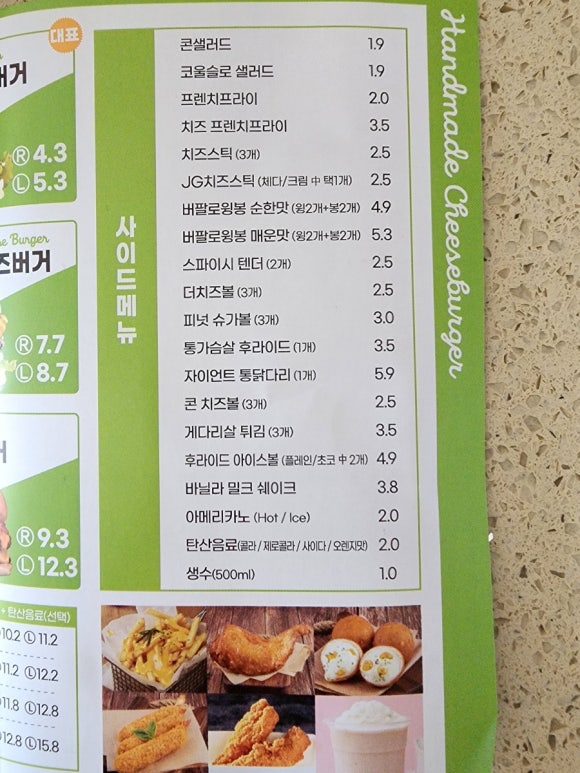 대표
버거
Ⓡ 4.3
Ⓛ 5.3
se Burger
즈버거
Ⓡ 7.7
Ⓛ 8.7
Ⓡ 9.3
Ⓛ 12.3
+ 탄산음료(선택)
10.2 Ⓛ 11.2
11.2 Ⓛ 12.2
11.8 Ⓛ 12.8
12.8 Ⓛ 15.8
사이드메뉴
콘샐러드 1.9
코울슬로 샐러드 1.9
프렌치프라이 2.0
치즈 프렌치프라이 3.5
치즈스틱 (3개) 2.5
JG치즈스틱 (체다/크림 中 택1개) 2.5
버팔로윙봉 순한맛 (윙2개+봉2개) 4.9
버팔로윙봉 매운맛 (윙2개+봉2개) 5.3
스파이시 텐더 (2개) 2.5
더치즈볼 (3개) 2.5
피넛 슈가볼 (3개) 3.0
통가슴살 후라이드 (1개) 3.5
자이언트 통닭다리 (1개) 5.9
콘 치즈볼 (3개) 2.5
게다리살 튀김 (3개) 3.5
후라이드 아이스볼 (플레인/초코 中 2개) 4.9
바닐라 밀크 쉐이크 3.8
아메리카노 (Hot / Ice) 2.0
탄산음료(콜라 / 제로콜라 / 사이다 / 오렌지맛) 2.0
생수(500ml) 1.0
Handmade Cheeseburger